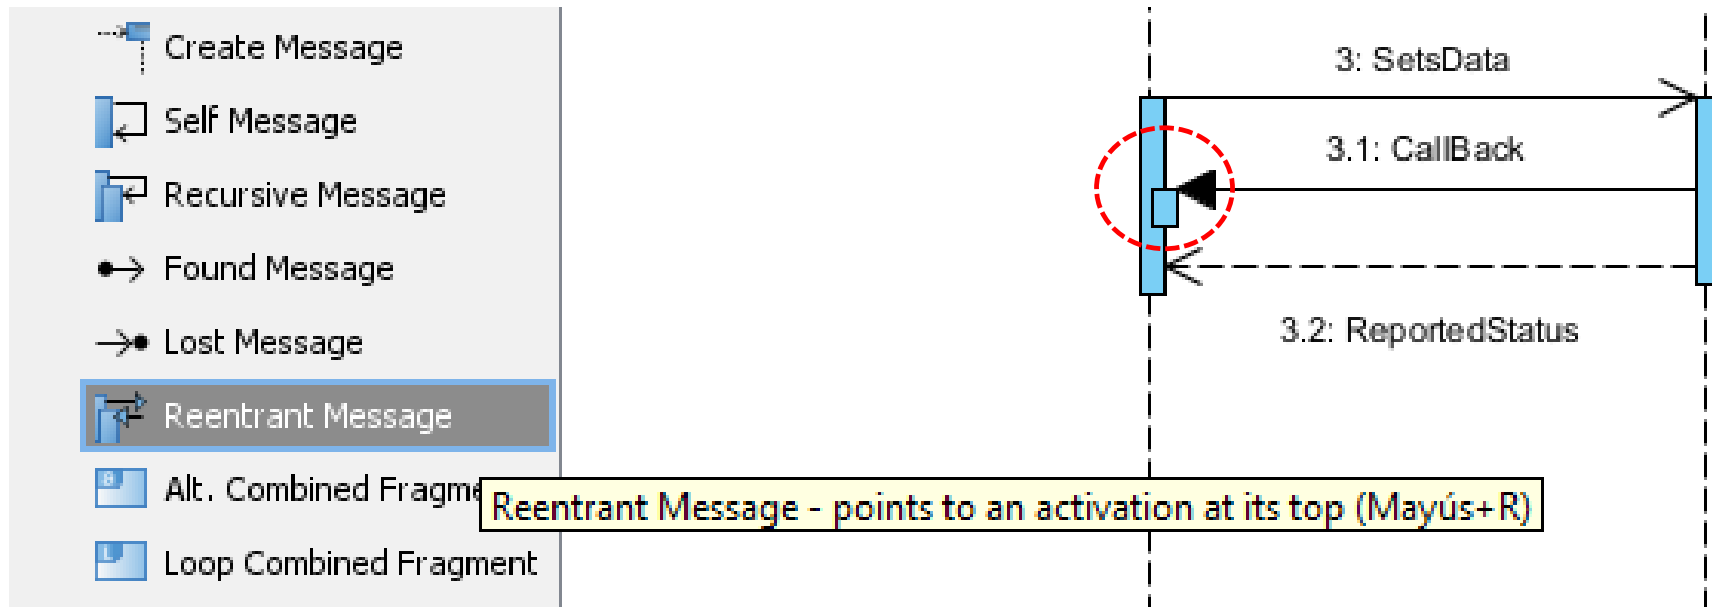 Create Message
Self Message
Recursive Message
Found Message
Lost Message
Reentrant Message
Alt. Combined Fragme
Loop Combined Fragment
Reentrant Message - points to an activation at its top (Mayús+R)
3: SetsData
3.1: CallBack
3.2: ReportedStatus